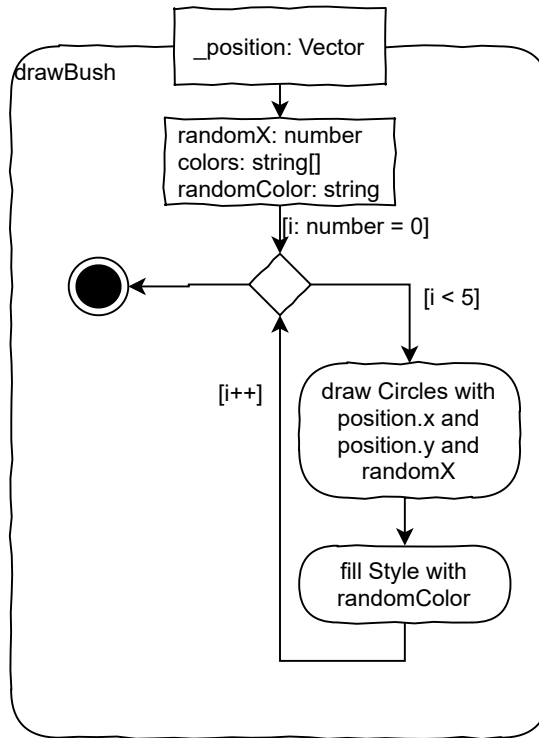 _position: Vector
drawBush
randomX: number
colors: string[]
randomColor: string
[i: number = 0]
[i < 5]
[i++]
draw Circles with
position.x and
position.y and
randomX
fill Style with
randomColor